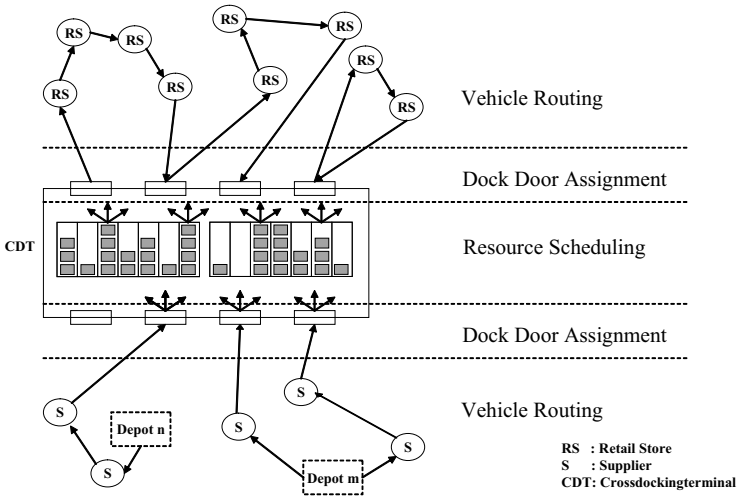 RS
RS
RS
RS
RS
RS
RS
RS
RS
Vehicle Routing
Dock Door Assignment
CDT
Resource Scheduling
Dock Door Assignment
S
S
S
S
S
Depot n
Depot m
Vehicle Routing
RS : Retail Store
S : Supplier
CDT: Crossdockingterminal